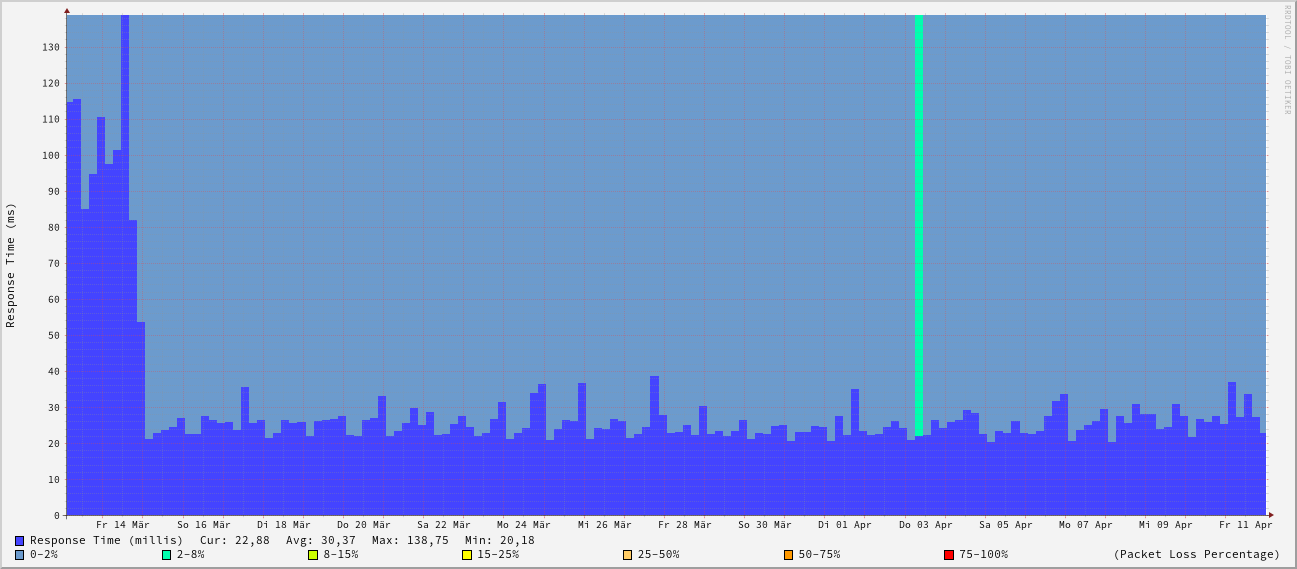 RRDTOOL / TOBI OETIKER
Response Time (ms)
130
120
110
100
90
80
70
60
50
40
30
20
10
0
Fr 14 Mär So 16 Mär Di 18 Mär Do 20 Mär Sa 22 Mär Mo 24 Mär Mi 26 Mär Fr 28 Mär So 30 Mär Di 01 Apr Do 03 Apr Sa 05 Apr Mo 07 Apr Mi 09 Apr Fr 11 Apr
Response Time (millis) Cur: 22,88 Avg: 30,37 Max: 138,75 Min: 20,18
0-2% 2-8% 8-15% 15-25% 25-50% 50-75% 75-100% (Packet Loss Percentage)